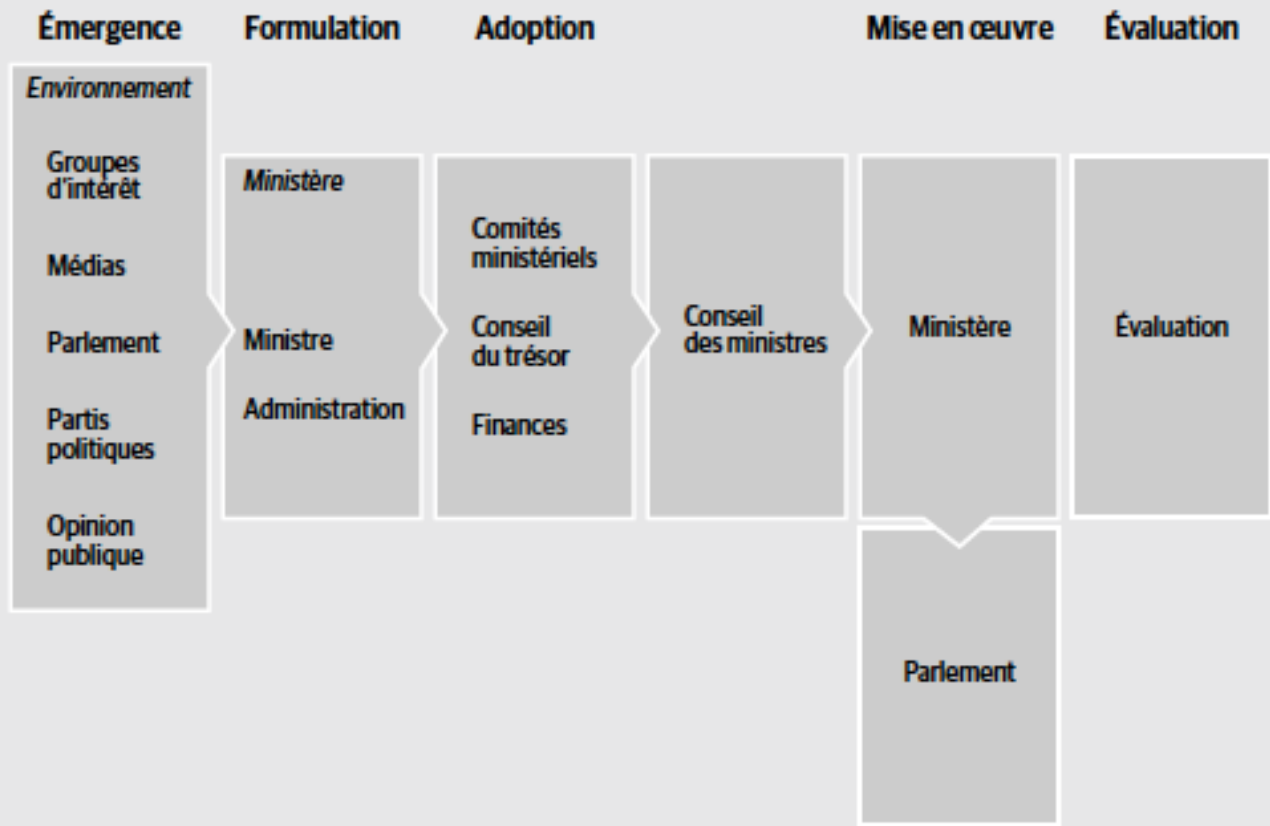 Émergence
Formulation
Adoption
Mise en œuvre
Évaluation
Environnement
Groupes
d'intérêt
Médias
Parlement
Partis
politiques
Opinion
publique
Ministère
Ministre
Administration
Comités
ministériels
Conseil
du trésor
Finances
Conseil
des ministres
Ministère
Parlement
Évaluation